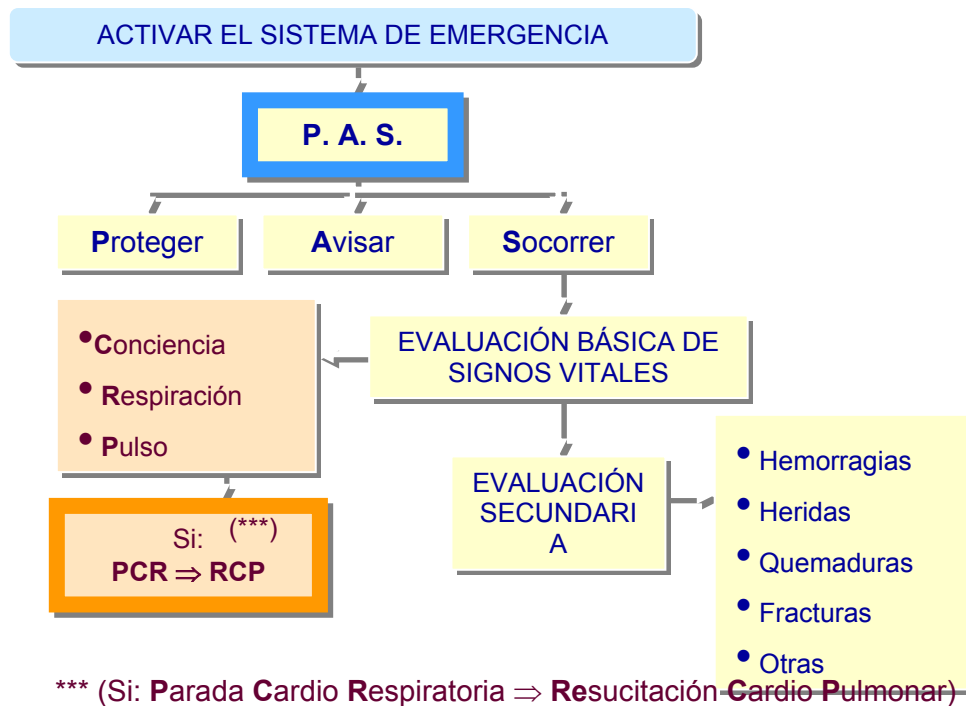 ACTIVAR EL SISTEMA DE EMERGENCIA
P. A. S.
Proteger
Avisar
Socorrer
EVALUACIÓN BÁSICA DE
SIGNOS VITALES
•Conciencia
• Respiración
• Pulso
Si: (***)
PCR ⇒ RCP
EVALUACIÓN
SECUNDARI
A
• Hemorragias
• Heridas
• Quemaduras
• Fracturas
• Otras
*** (Si: Parada Cardio Respiratoria ⇒ Resucitación Cardio Pulmonar)